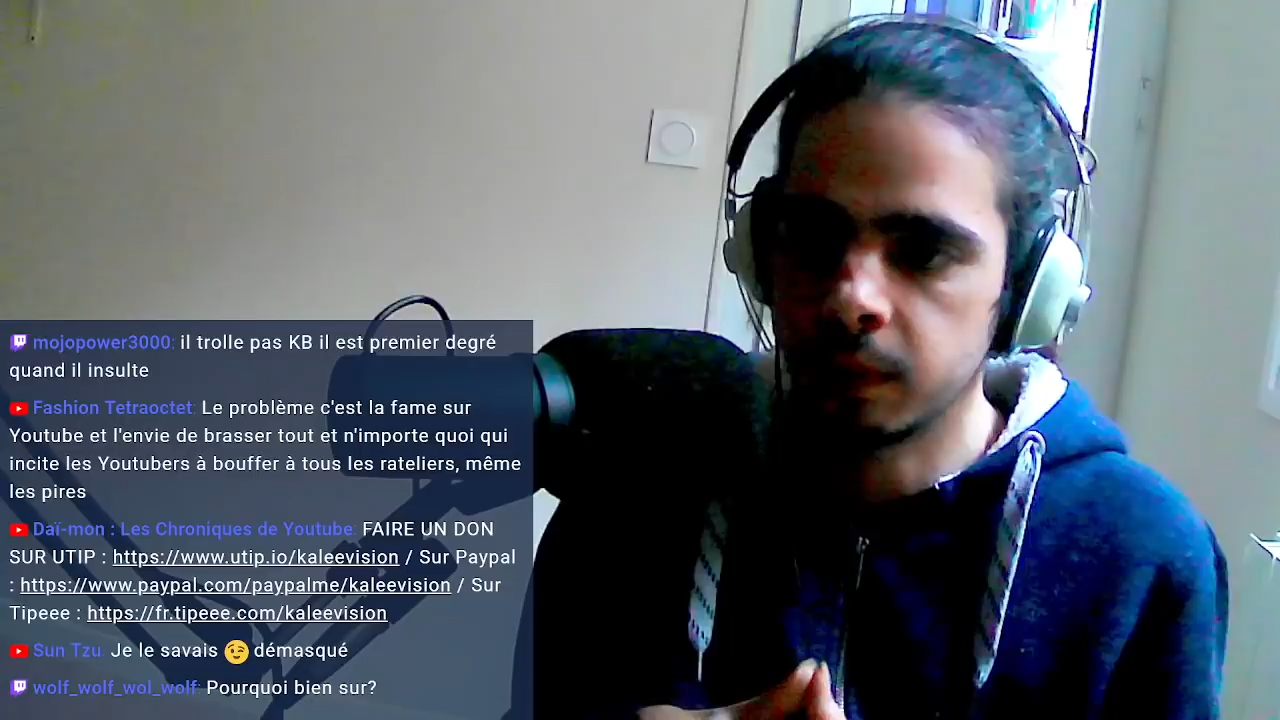 mojopower3000: il trolle pas KB il est premier degré
quand il insulte
Fashion Tetraoctet: Le problème c'est la fame sur
Youtube et l'envie de brasser tout et n'importe quoi qui
incite les Youtubers à bouffer à tous les rateliers, même
les pires
Daï-mon : Les Chroniques de Youtube: FAIRE UN DON
SUR UTIP : https://www.utip.io/kaleevision / Sur Paypal
: https://www.paypal.com/paypalme/kaleevision / Sur
Tipeee : https://fr.tipeee.com/kaleevision
Sun Tzu: Je le savais 😉 démasqué
wolf_wolf_wol_wolf: Pourquoi bien sur?